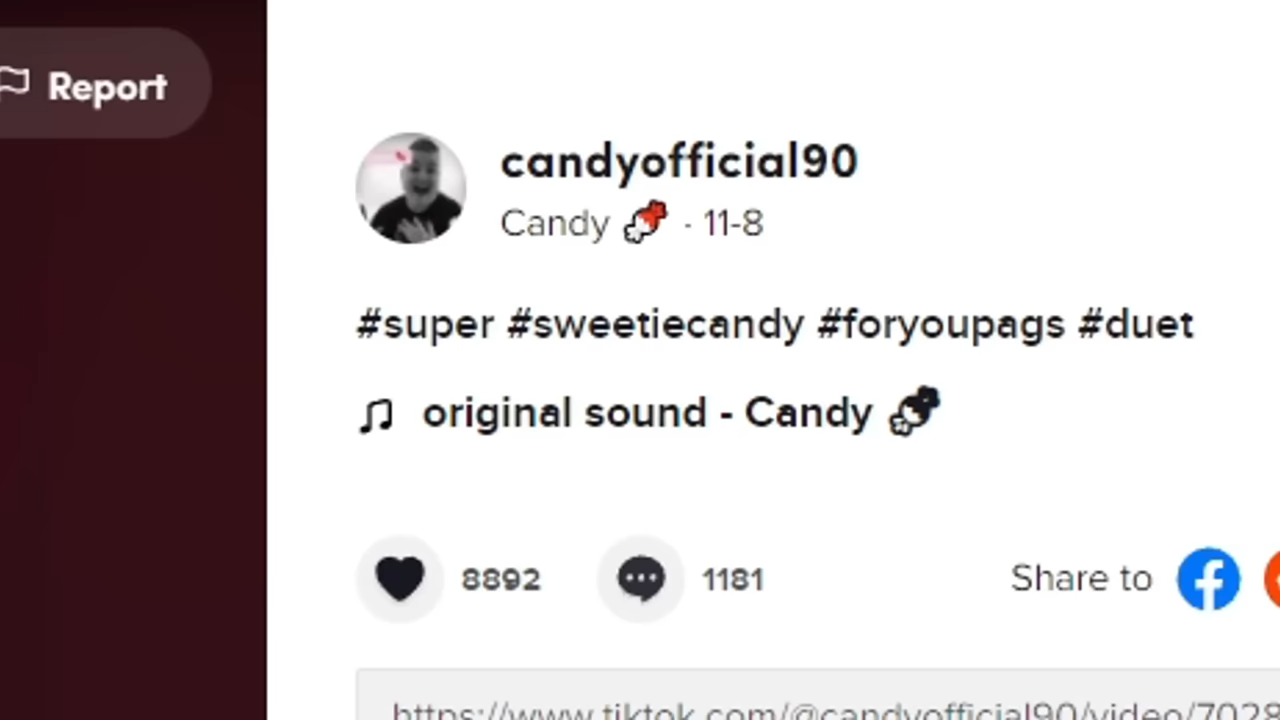 Report
candyofficial90
Candy · 11-8
#super #sweetiecandy #foryoupags #duet
original sound - Candy
8892 1181 Share to
https://www.tiktok.com/@candyofficial90/video/7028